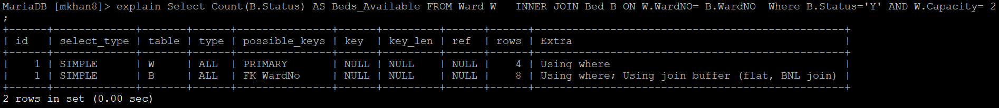 MariaDB [mkhan8]> explain Select Count(B.Status) AS Beds_Available FROM Ward W   INNER JOIN Bed B ON W.WardNO= B.WardNO  Where B.Status='Y' AND W.Capacity= 2
;
+------+-------------+-------+------+---------------+------+---------+------+------+-------------------------------------------------+
| id   | select_type | table | type | possible_keys | key  | key_len | ref  | rows | Extra                                           |
+------+-------------+-------+------+---------------+------+---------+------+------+-------------------------------------------------+
|    1 | SIMPLE      | W     | ALL  | PRIMARY       | NULL | NULL    | NULL |    4 | Using where                                     |
|    1 | SIMPLE      | B     | ALL  | FK_WardNo     | NULL | NULL    | NULL |    8 | Using where; Using join buffer (flat, BNL join) |
+------+-------------+-------+------+---------------+------+---------+------+------+-------------------------------------------------+
2 rows in set (0.00 sec)